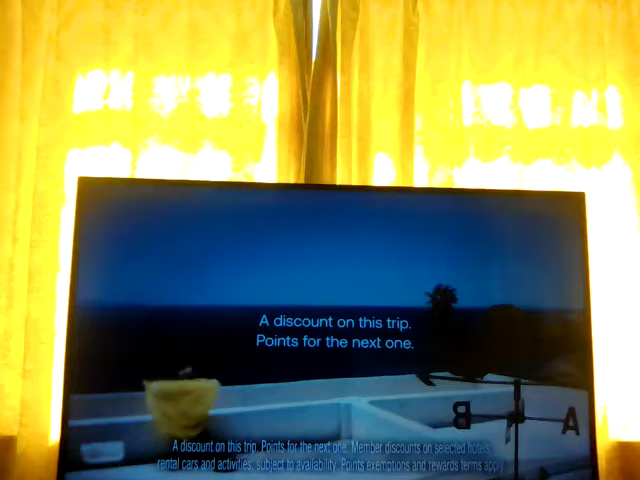 A discount on this trip.
Points for the next one.
B A
A discount on this trip. Points for the next one. Member discounts on selected hotels,
rental cars and activities, subject to availability. Points exemptions and rewards terms apply.